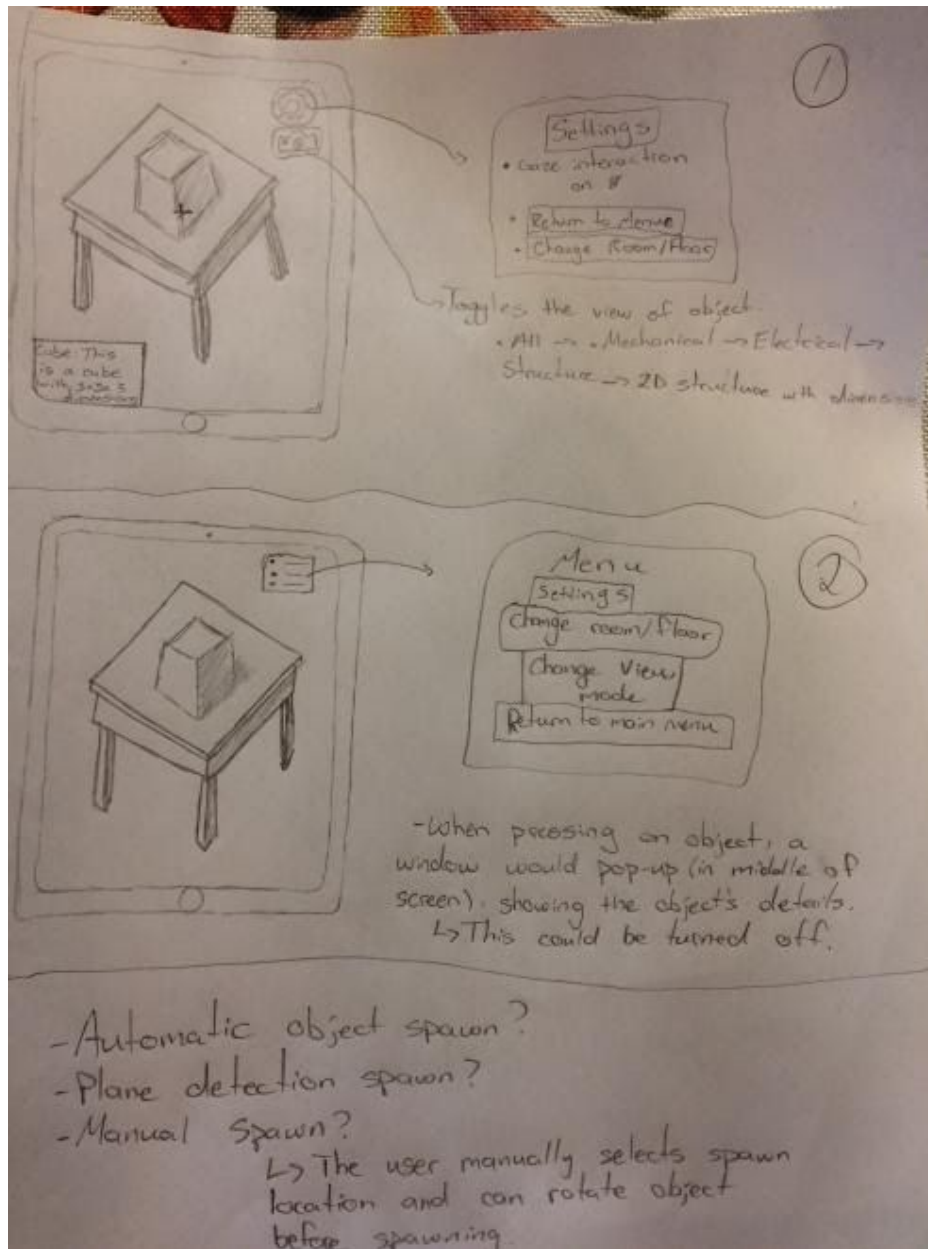 1
Settings
• Gaze interaction
on
• Return to menu
• Change Room/Floor
Toggles the view of object.
• All → • Mechanical → Electrical →
Structure → 2D structure with dimensions
Cube: This
is a cube
with 5x5x5
dimensions
2
Menu
Settings
Change room/floor
Change View
mode
Return to main menu
-When pressing on object, a
window would pop-up (in middle of
screen). showing the object's details.
↳ This could be turned off.
-Automatic object spawn?
-Plane detection spawn?
-Manual Spawn?
↳ The user manually selects spawn
location and can rotate object
before spawning